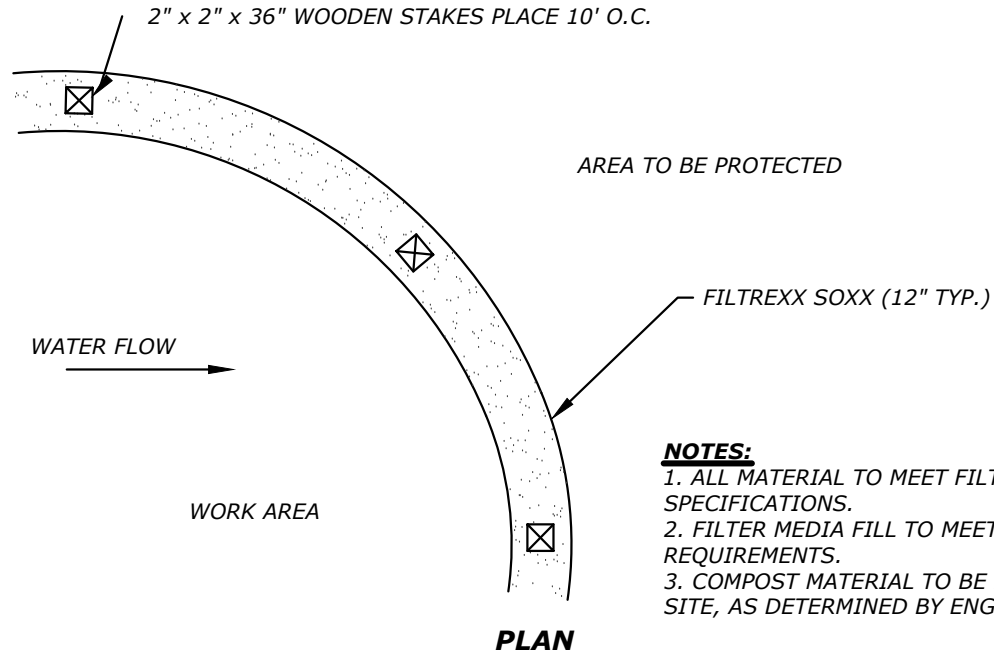 2" x 2" x 36" WOODEN STAKES PLACE 10' O.C.
AREA TO BE PROTECTED
FILTREXX SOXX (12" TYP.)
WATER FLOW
WORK AREA
NOTES:
1. ALL MATERIAL TO MEET
SPECIFICATIONS.
2. FILTER MEDIA FILL TO MEET
REQUIREMENTS.
3. COMPOST MATERIAL TO BE
SITE, AS DETERMINED BY
PLAN